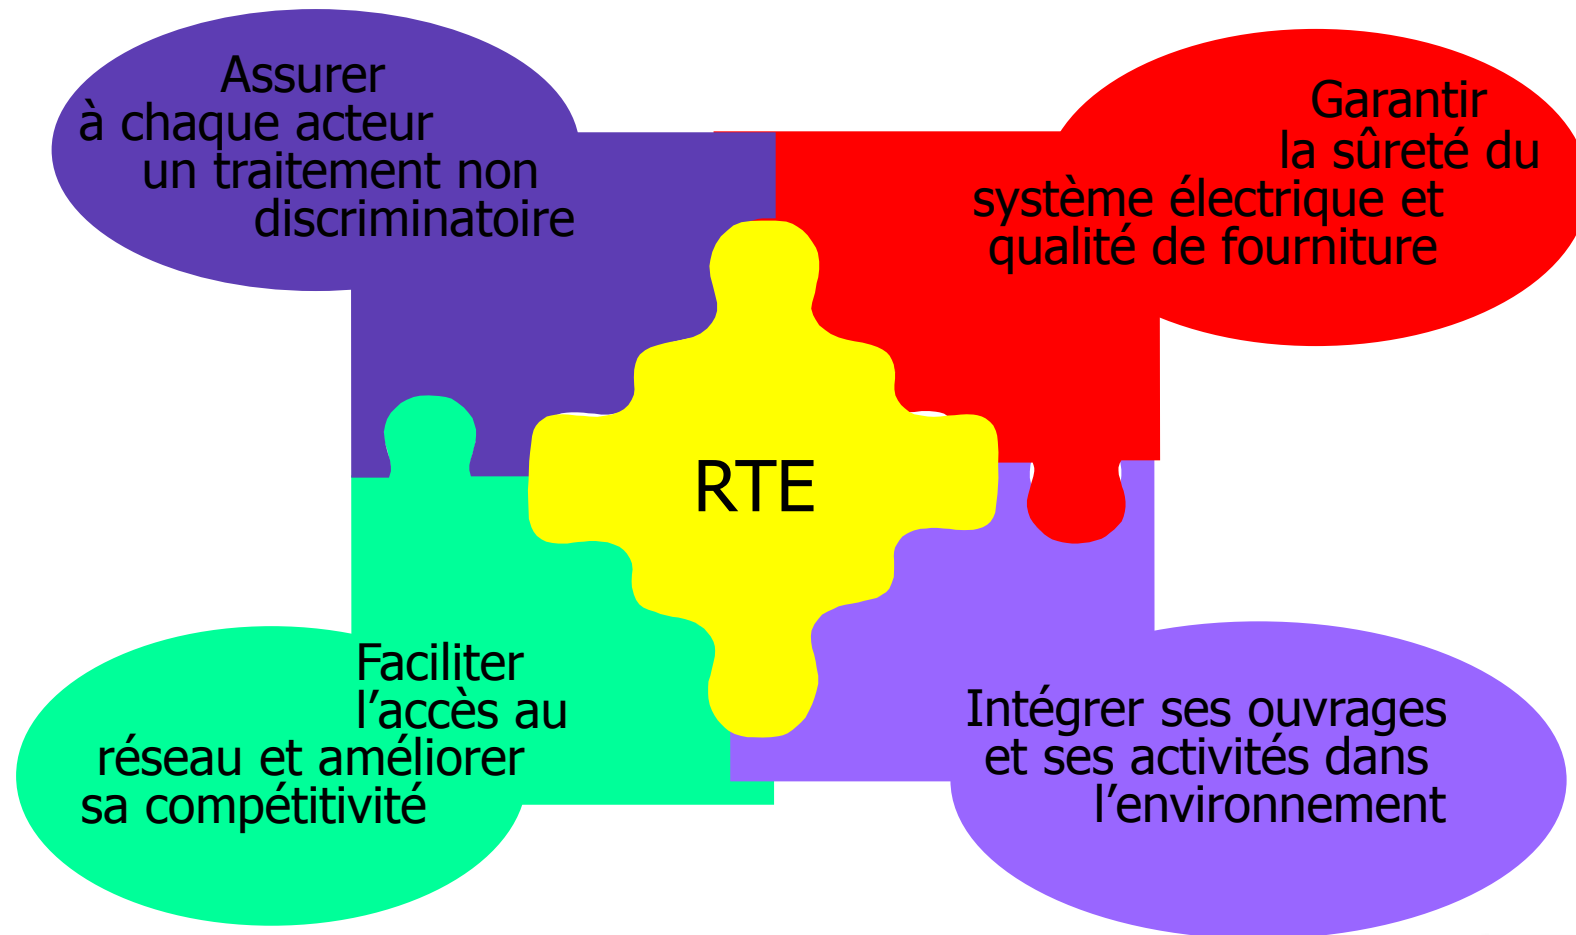 Assurer
à chaque acteur
un traitement non
discriminatoire
Garantir
la sûreté du
système électrique et
qualité de fourniture
RTE
Faciliter
l’accès au
réseau et améliorer
sa compétitivité
Intégrer ses ouvrages
et ses activités dans
l’environnement